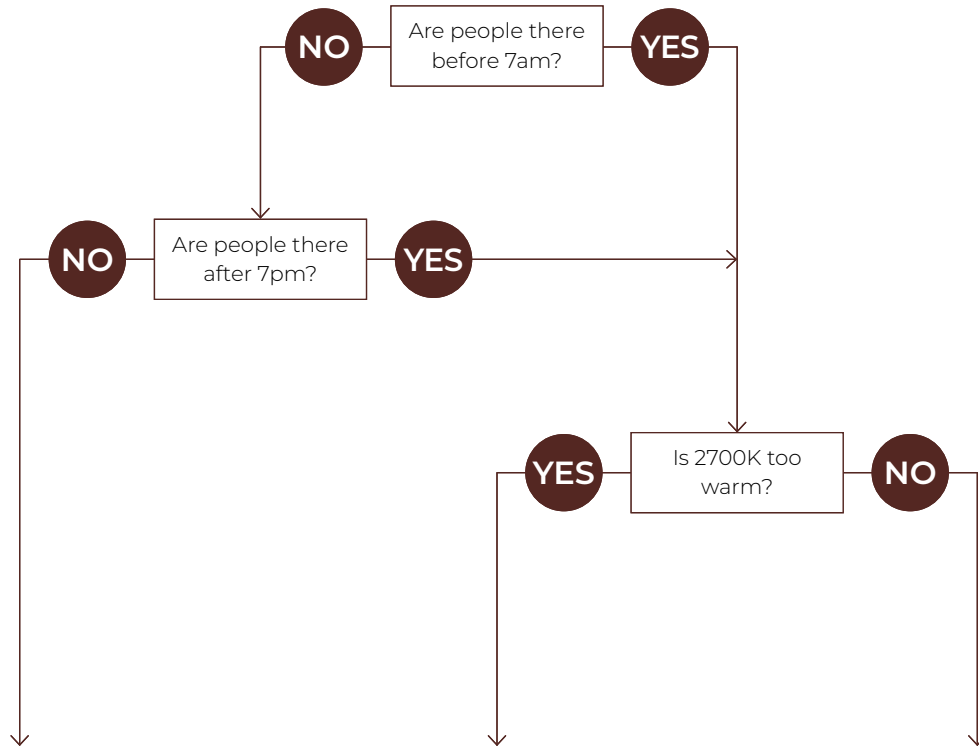 NO
Are people there
before 7am?
YES
NO
Are people there
after 7pm?
YES
YES
Is 2700K too
warm?
NO